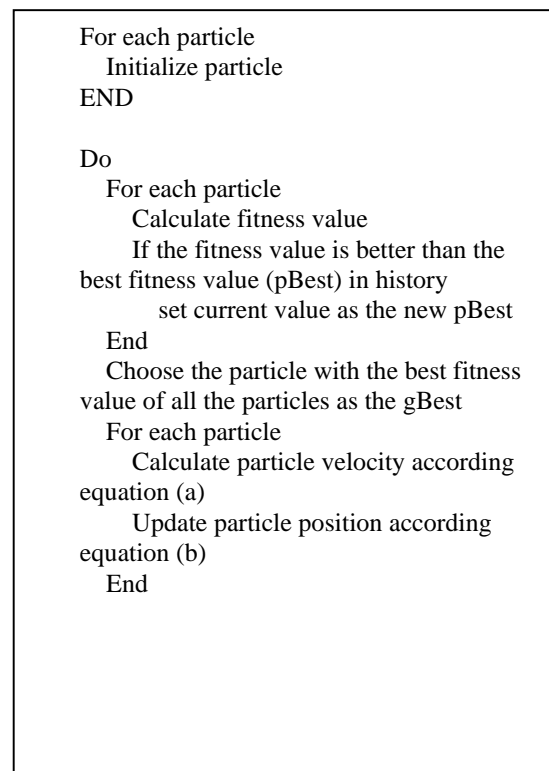 For each particle
Initialize particle
END
Do
For each particle
Calculate fitness value
If the fitness value is better than the
best fitness value (pBest) in history
set current value as the new pBest
End
Choose the particle with the best fitness
value of all the particles as the gBest
For each particle
Calculate particle velocity according
equation (a)
Update particle position according
equation (b)
End